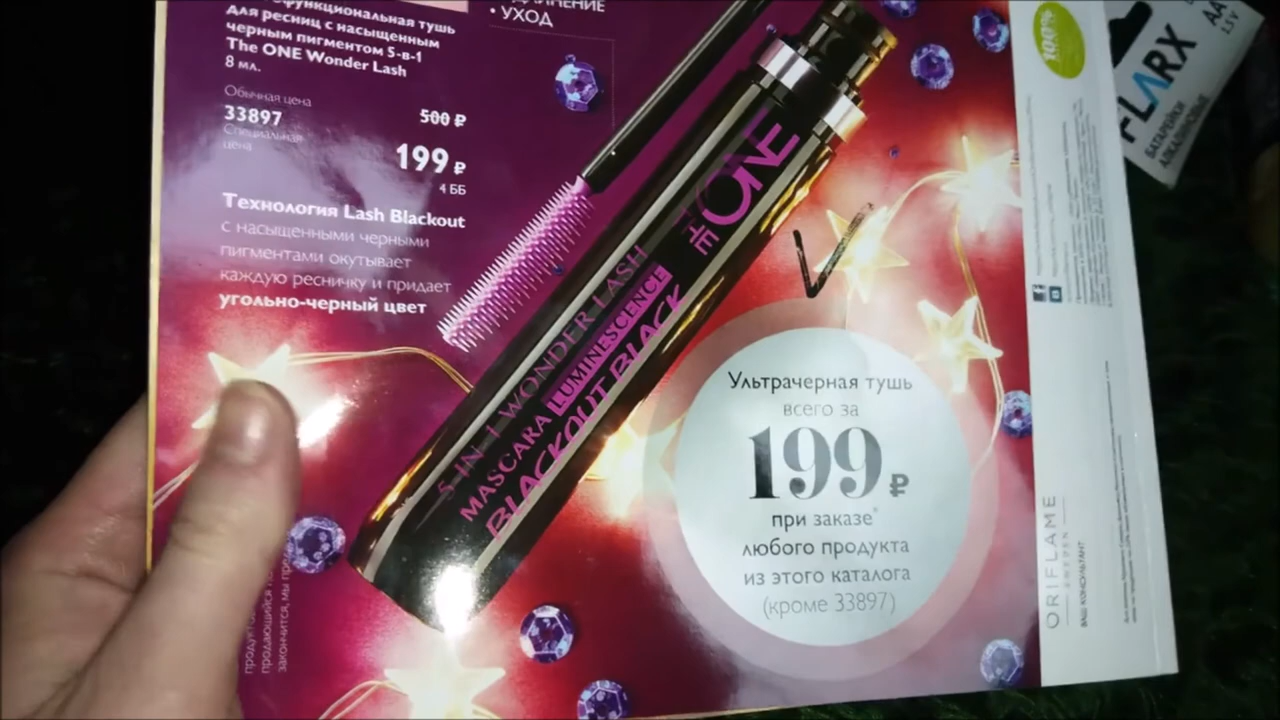 УХОД
для ресниц с насыщенным
черным пигментом 5-в-1
The ONE Wonder Lash
8 мл.
Обычная цена
33897 500 ₽
Специальная
цена
199 ₽
4 ББ
Технология Lash Blackout
с насыщенными черными
пигментами окутывает
каждую ресничку и придает
угольно-черный цвет
THE ONE
5 IN 1 WONDER LASH
MASCARA LUMINESCENCE
BLACKOUT BLACK
Ультрачерная тушь
всего за
199 ₽
при заказе*
любого продукта
из этого каталога
(кроме 33897)
100%
ORIFLAME
SWEDEN
ВАШ КОНСУЛЬТАНТ
FLARX
БАТАРЕЙКИ
АЛКАЛИНОВЫЕ
AA
1.5V